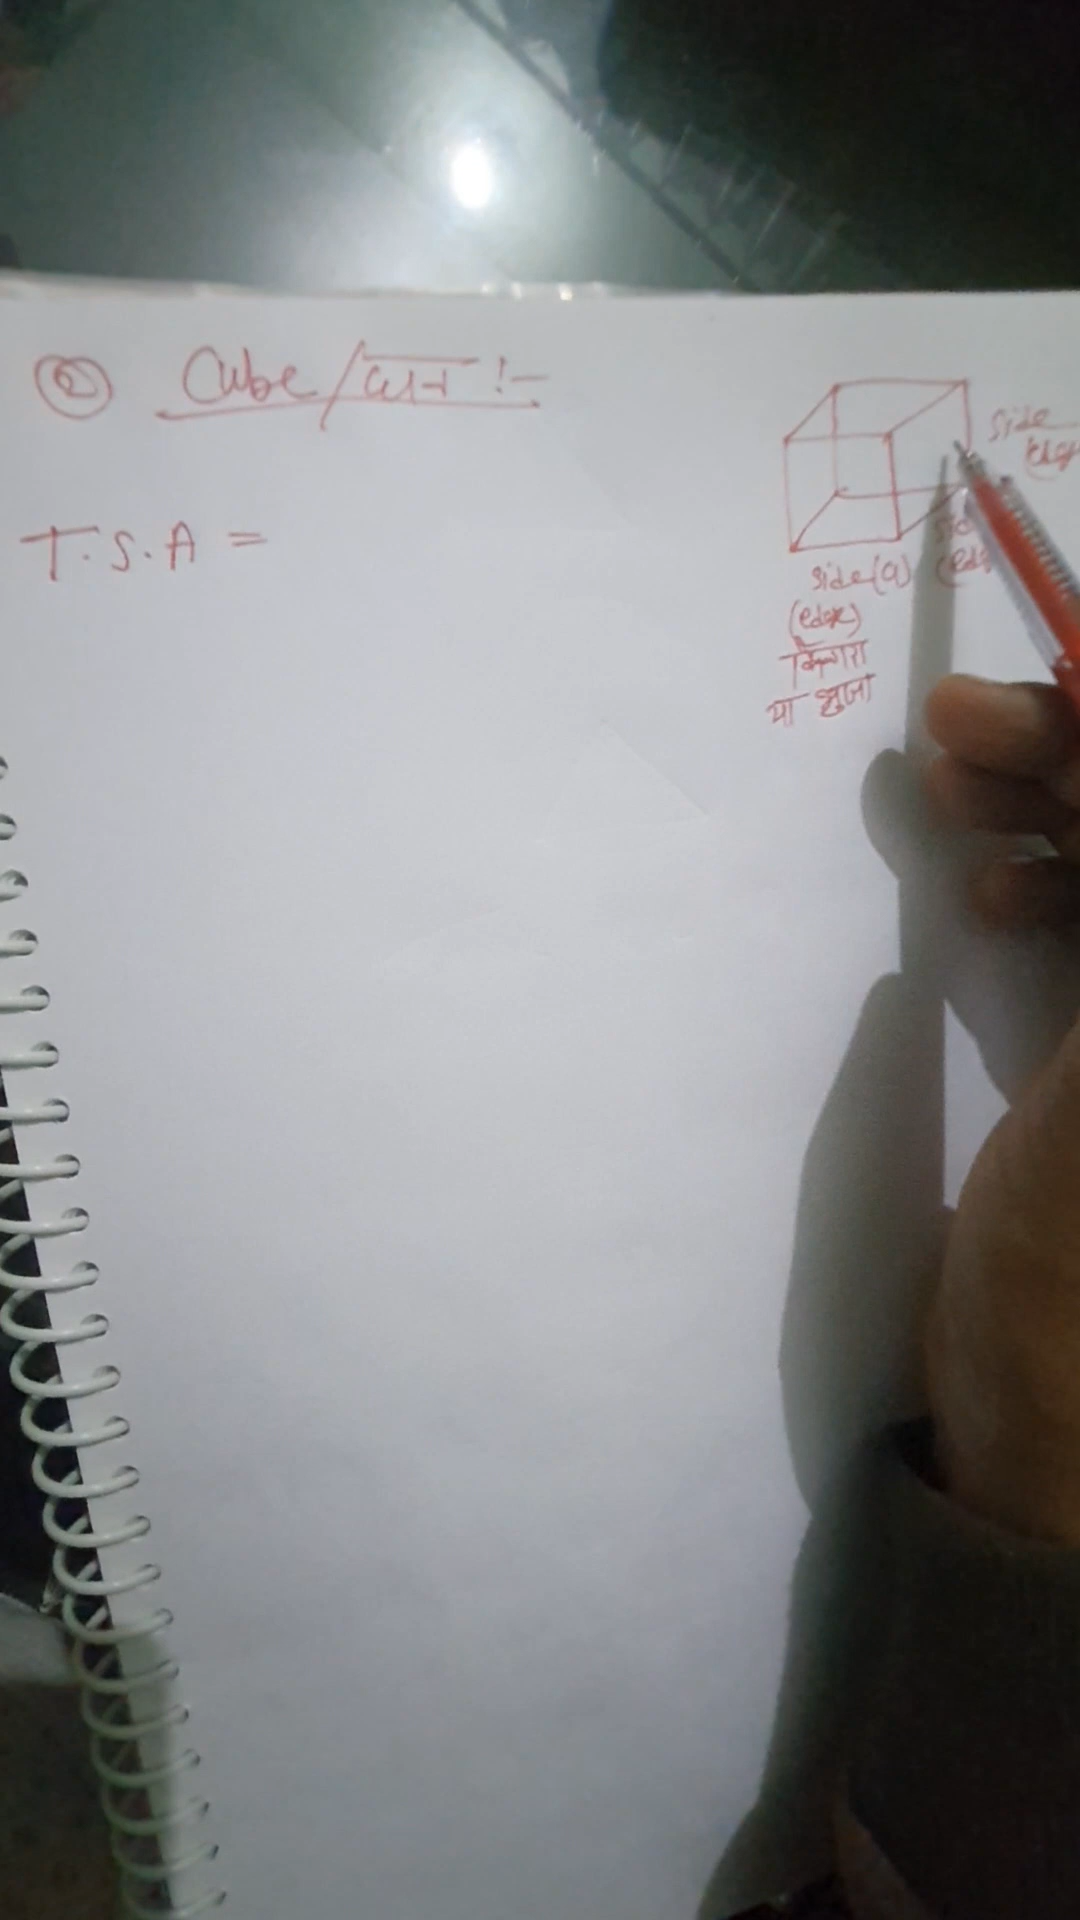 ② Cube/घन :-
T.S.A =
Side
side(a)
(edge)
किनारा
या भुजा